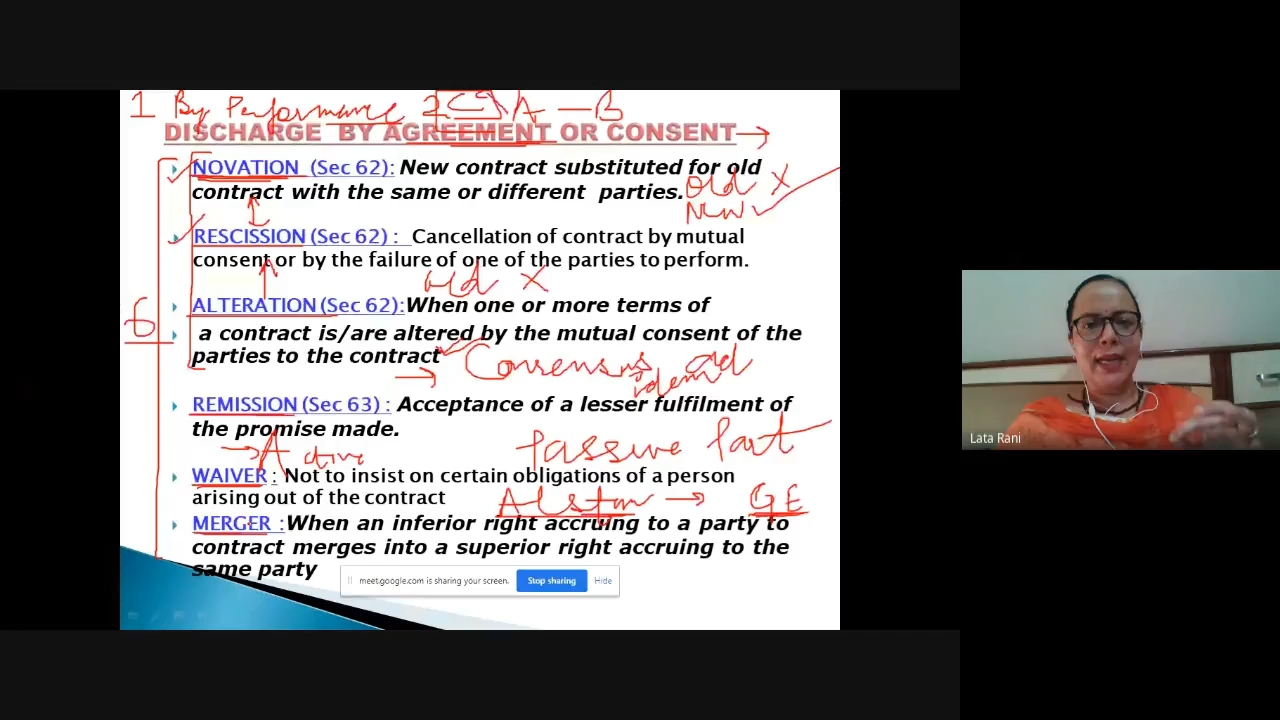 1 By Performance 2 A — B
DISCHARGE BY AGREEMENT OR CONSENT
NOVATION (Sec 62): New contract substituted for old
contract with the same or different parties.
old X
New ✓
RESCISSION (Sec 62) : Cancellation of contract by mutual
consent or by the failure of one of the parties to perform.
old X
ALTERATION (Sec 62): When one or more terms of
6
a contract is/are altered by the mutual consent of the
parties to the contract
Consensus ad
idem
REMISSION (Sec 63) : Acceptance of a lesser fulfilment of
the promise made.
Active
Passive Part
WAIVER : Not to insist on certain obligations of a person
arising out of the contract
Alstom → GE
MERGER : When an inferior right accruing to a party to
contract merges into a superior right accruing to the
same party
meet.google.com is sharing your screen. Stop sharing Hide
Lata Rani